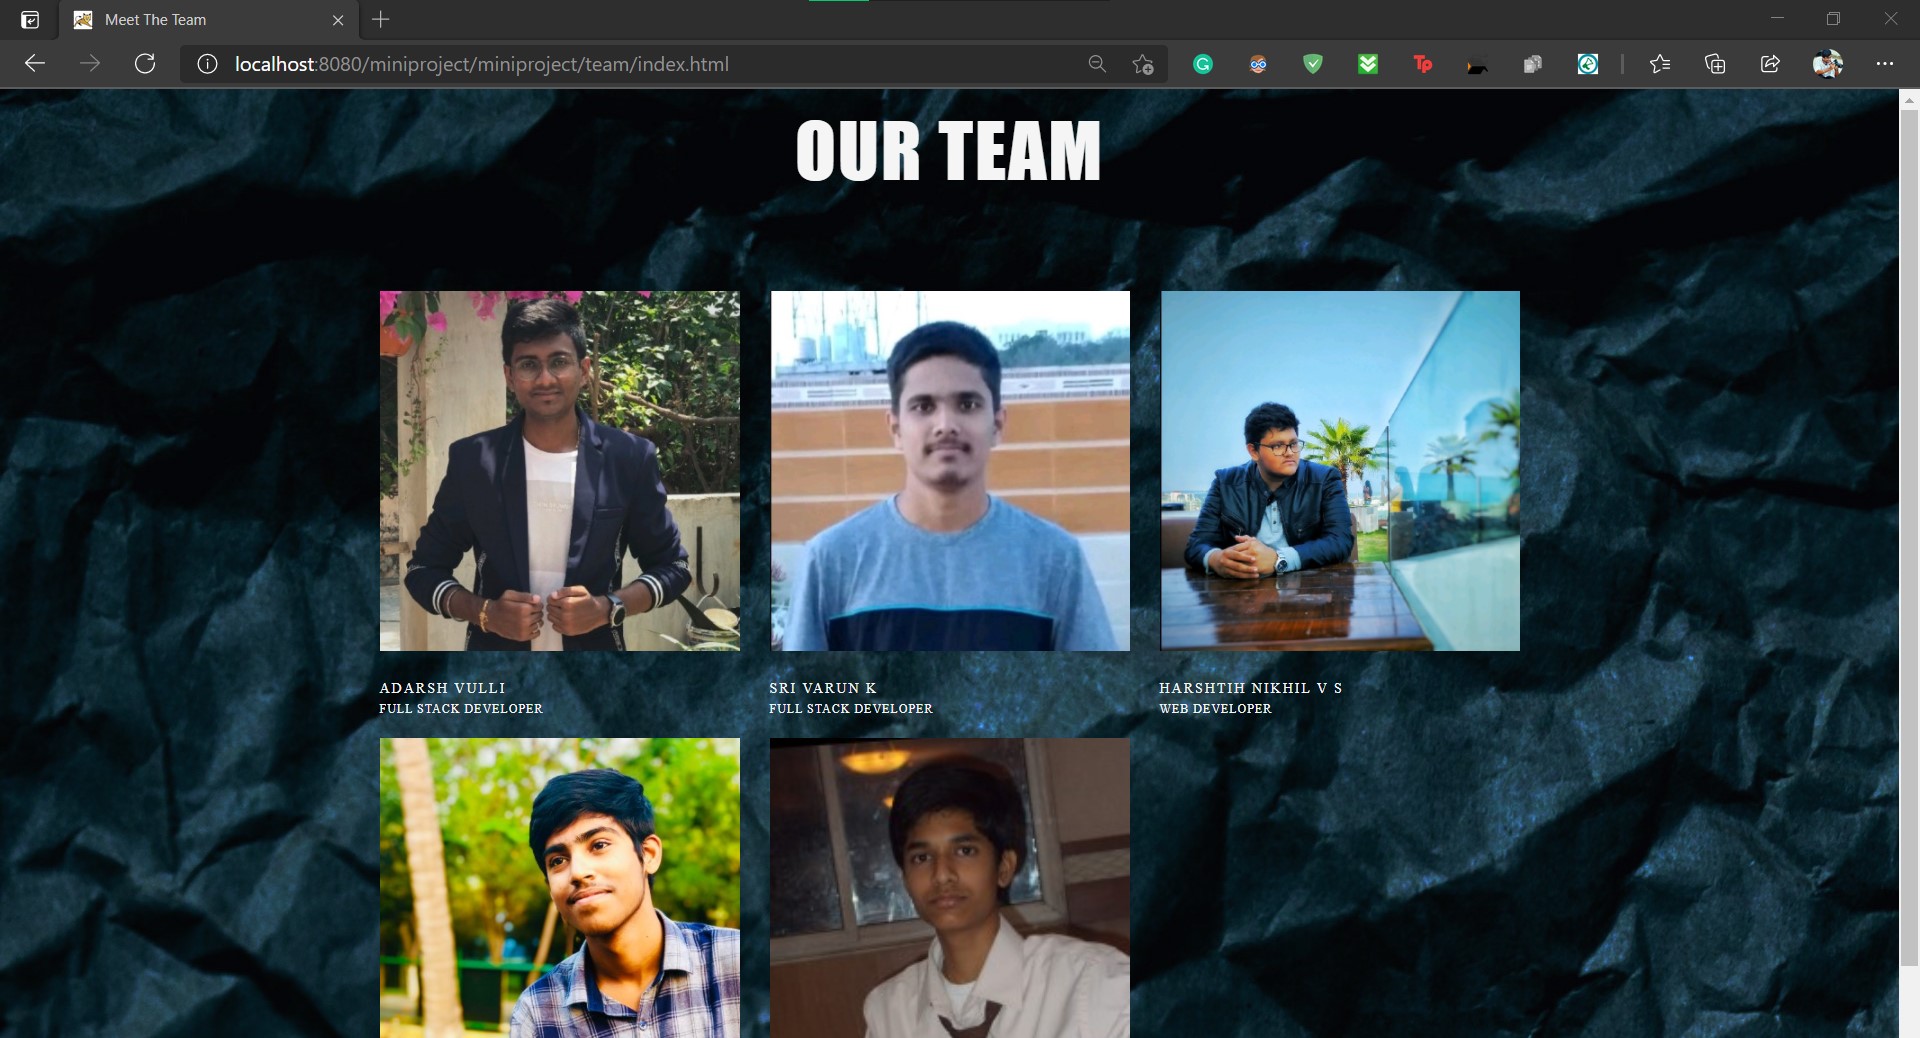 Meet The Team
localhost:8080/miniproject/miniproject/team/index.html
OUR TEAM
ADARSH VULLI
FULL STACK DEVELOPER
SRI VARUN K
FULL STACK DEVELOPER
HARSHTIH NIKHIL V S
WEB DEVELOPER